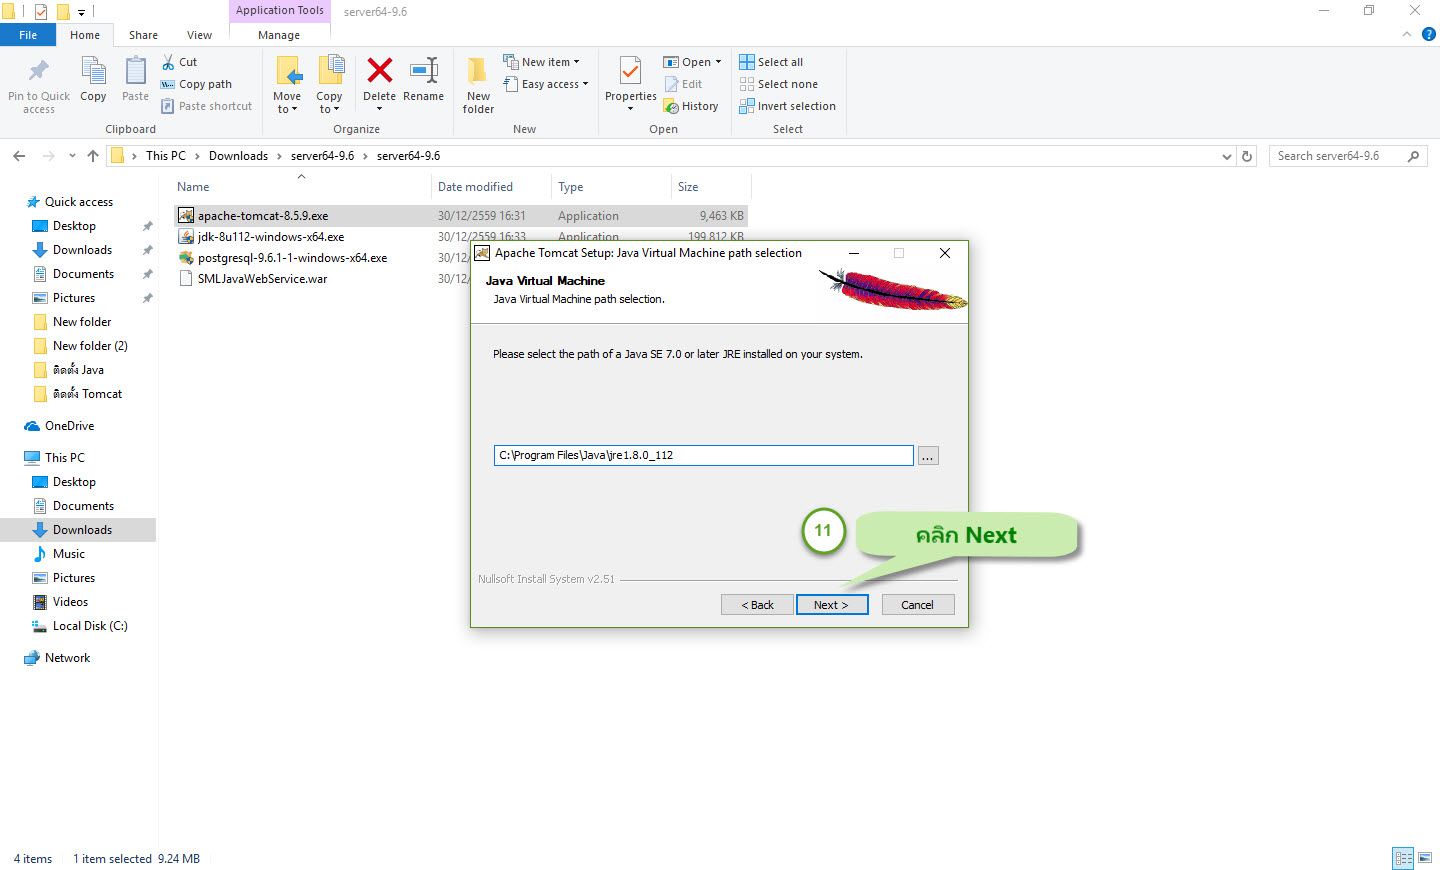 Application Tools
server64-9.6
File
Home
Share
View
Manage
Pin to Quick access
Copy
Paste
Cut
Copy path
Paste shortcut
Clipboard
Move to
Copy to
Delete
Rename
Organize
New folder
New item
Easy access
New
Properties
Open
Edit
History
Open
Select all
Select none
Invert selection
Select
This PC > Downloads > server64-9.6 > server64-9.6
Search server64-9.6
Name
Date modified
Type
Size
apache-tomcat-8.5.9.exe 30/12/2559 16:31 Application 9,463 KB
jdk-8u112-windows-x64.exe 30/12/2559 16:33 Application 199,812 KB
postgresql-9.6.1-1-windows-x64.exe 30/12/
SMLJavaWebService.war 30/12/
Quick access
Desktop
Downloads
Documents
Pictures
New folder
New folder (2)
ติดตั้ง Java
ติดตั้ง Tomcat
OneDrive
This PC
Desktop
Documents
Downloads
Music
Pictures
Videos
Local Disk (C:)
Network
Apache Tomcat Setup: Java Virtual Machine path selection
Java Virtual Machine
Java Virtual Machine path selection.
Please select the path of a Java SE 7.0 or later JRE installed on your system.
C:\Program Files\Java\jre1.8.0_112
...
11
คลิก Next
Nullsoft Install System v2.51
< Back
Next >
Cancel
4 items
1 item selected 9.24 MB